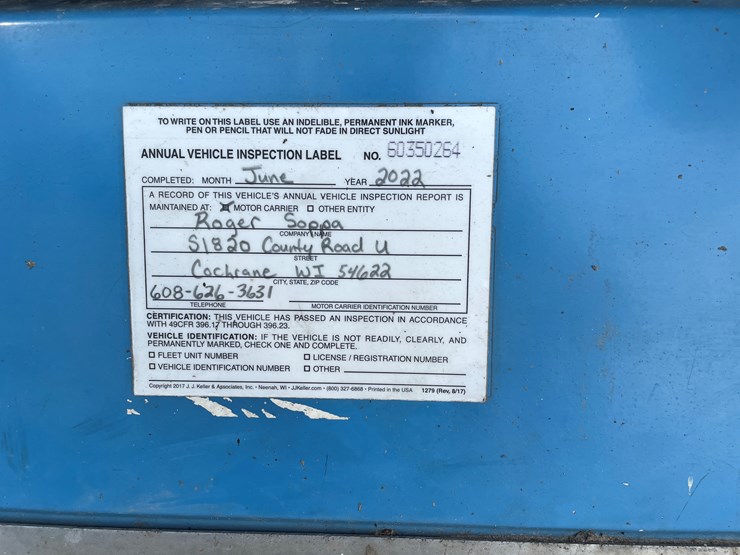 TO WRITE ON THIS LABEL USE AN INDELIBLE, PERMANENT INK MARKER,
PEN OR PENCIL THAT WILL NOT FADE IN DIRECT SUNLIGHT
ANNUAL VEHICLE INSPECTION LABEL NO. 60350264
COMPLETED: MONTH June YEAR 2022
A RECORD OF THIS VEHICLE'S ANNUAL VEHICLE INSPECTION REPORT IS
MAINTAINED AT: ☒ MOTOR CARRIER ☐ OTHER ENTITY
Roger Soppa
COMPANY NAME
S1820 County Road U
STREET
Cochrane WI 54622
CITY, STATE, ZIP CODE
608-626-3631
TELEPHONE MOTOR CARRIER IDENTIFICATION NUMBER
CERTIFICATION: THIS VEHICLE HAS PASSED AN INSPECTION IN ACCORDANCE
WITH 49CFR 396.17 THROUGH 396.23.
VEHICLE IDENTIFICATION: IF THE VEHICLE IS NOT READILY, CLEARLY, AND
PERMANENTLY MARKED, CHECK ONE AND COMPLETE.
☐ FLEET UNIT NUMBER ☐ LICENSE / REGISTRATION NUMBER
☐ VEHICLE IDENTIFICATION NUMBER ☐ OTHER
Copyright 2017 J. J. Keller & Associates, Inc. • Neenah, WI • JJKeller.com • (800) 327-6868 • Printed in the USA 1279 (Rev. 8/17)